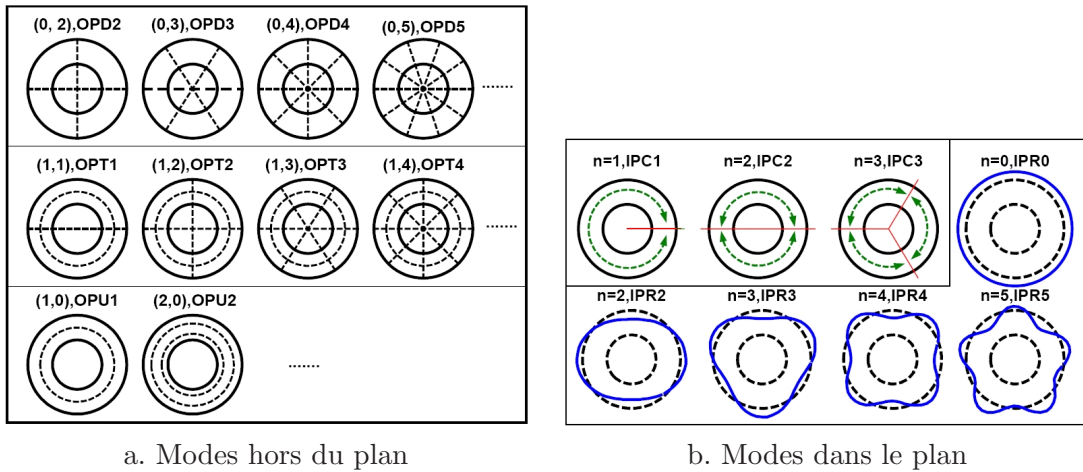 (0, 2),OPD2 (0,3),OPD3 (0,4),OPD4 (0,5),OPD5
.......
(1,1),OPT1 (1,2),OPT2 (1,3),OPT3 (1,4),OPT4
.......
(1,0),OPU1 (2,0),OPU2
.......
a. Modes hors du plan
n=1,IPC1 n=2,IPC2 n=3,IPC3 n=0,IPR0
n=2,IPR2 n=3,IPR3 n=4,IPR4 n=5,IPR5
b. Modes dans le plan